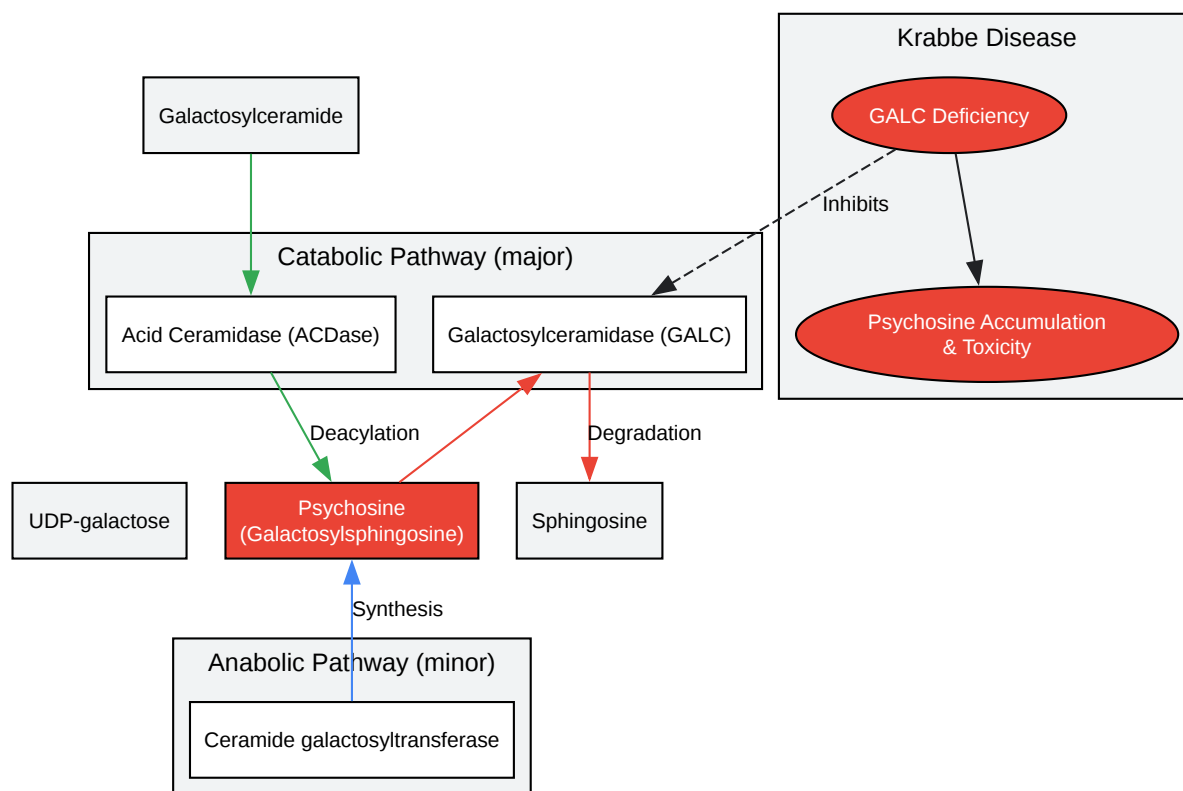 Krabbe Disease
Galactosylceramide
GALC Deficiency
Inhibits
Catabolic Pathway (major)
Acid Ceramidase (ACDase)
Galactosylceramidase (GALC)
Psychosine Accumulation
& Toxicity
Deacylation
Degradation
UDP-galactose
Psychosine
(Galactosylsphingosine)
Sphingosine
Synthesis
Anabolic Pathway (minor)
Ceramide galactosyltransferase